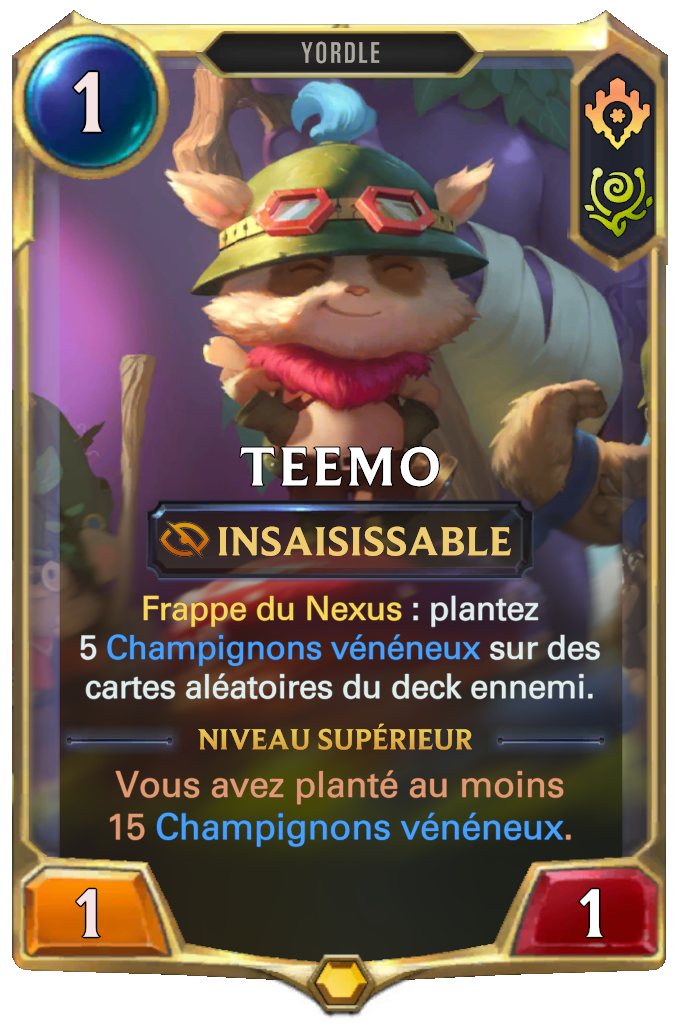 YORDLE
1
TEEMO
INSAISISSABLE
Frappe du Nexus : plantez
5 Champignons vénéneux sur des
cartes aléatoires du deck ennemi.
NIVEAU SUPÉRIEUR
Vous avez planté au moins
15 Champignons vénéneux.
1
1